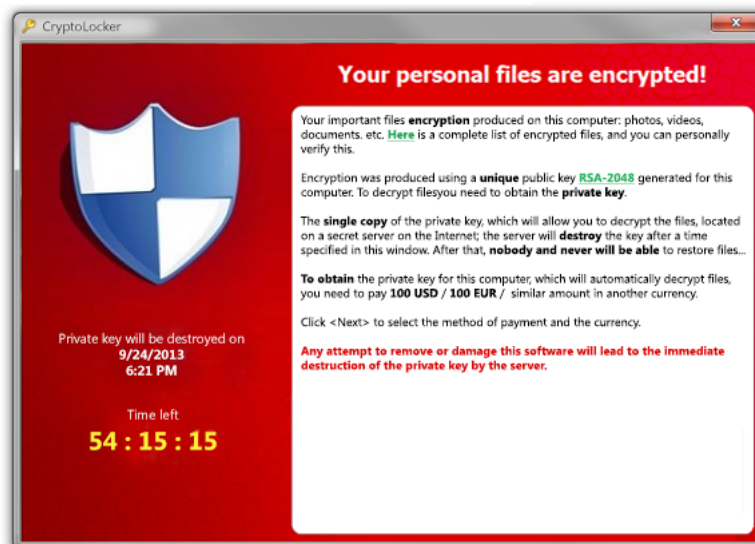 CryptoLocker
Your personal files are encrypted!
Your important files encryption produced on this computer: photos, videos,
documents. etc. Here is a complete list of encrypted files, and you can personally
verify this.
Encryption was produced using a unique public key RSA-2048 generated for this
computer. To decrypt filesyou need to obtain the private key.
The single copy of the private key, which will allow you to decrypt the files, located
on a secret server on the Internet; the server will destroy the key after a time
specified in this window. After that, nobody and never will be able to restore files...
To obtain the private key for this computer, which will automatically decrypt files,
you need to pay 100 USD / 100 EUR / similar amount in another currency.
Click <Next> to select the method of payment and the currency.
Any attempt to remove or damage this software will lead to the immediate
destruction of the private key by the server.
Private key will be destroyed on
9/24/2013
6:21 PM
Time left
54 : 15 : 15